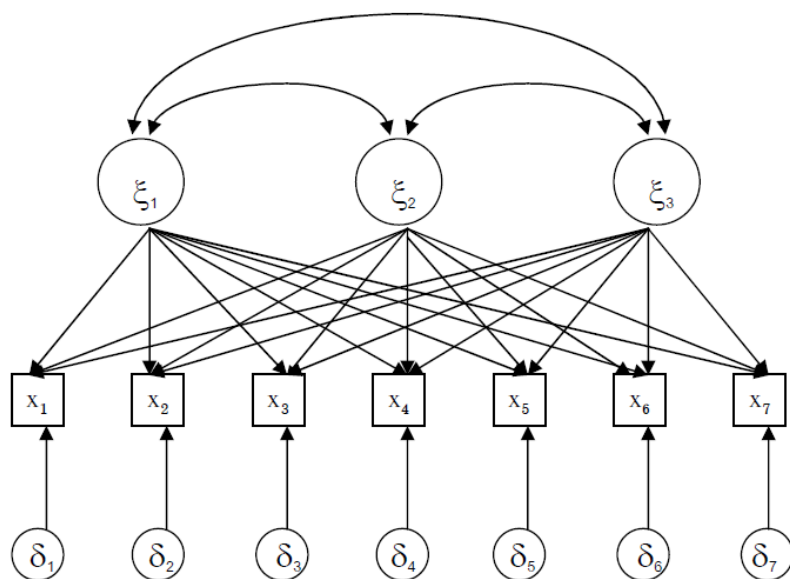 ξ₁ ξ₂ ξ₃
x₁ x₂ x₃ x₄ x₅ x₆ x₇
δ₁ δ₂ δ₃ δ₄ δ₅ δ₆ δ₇